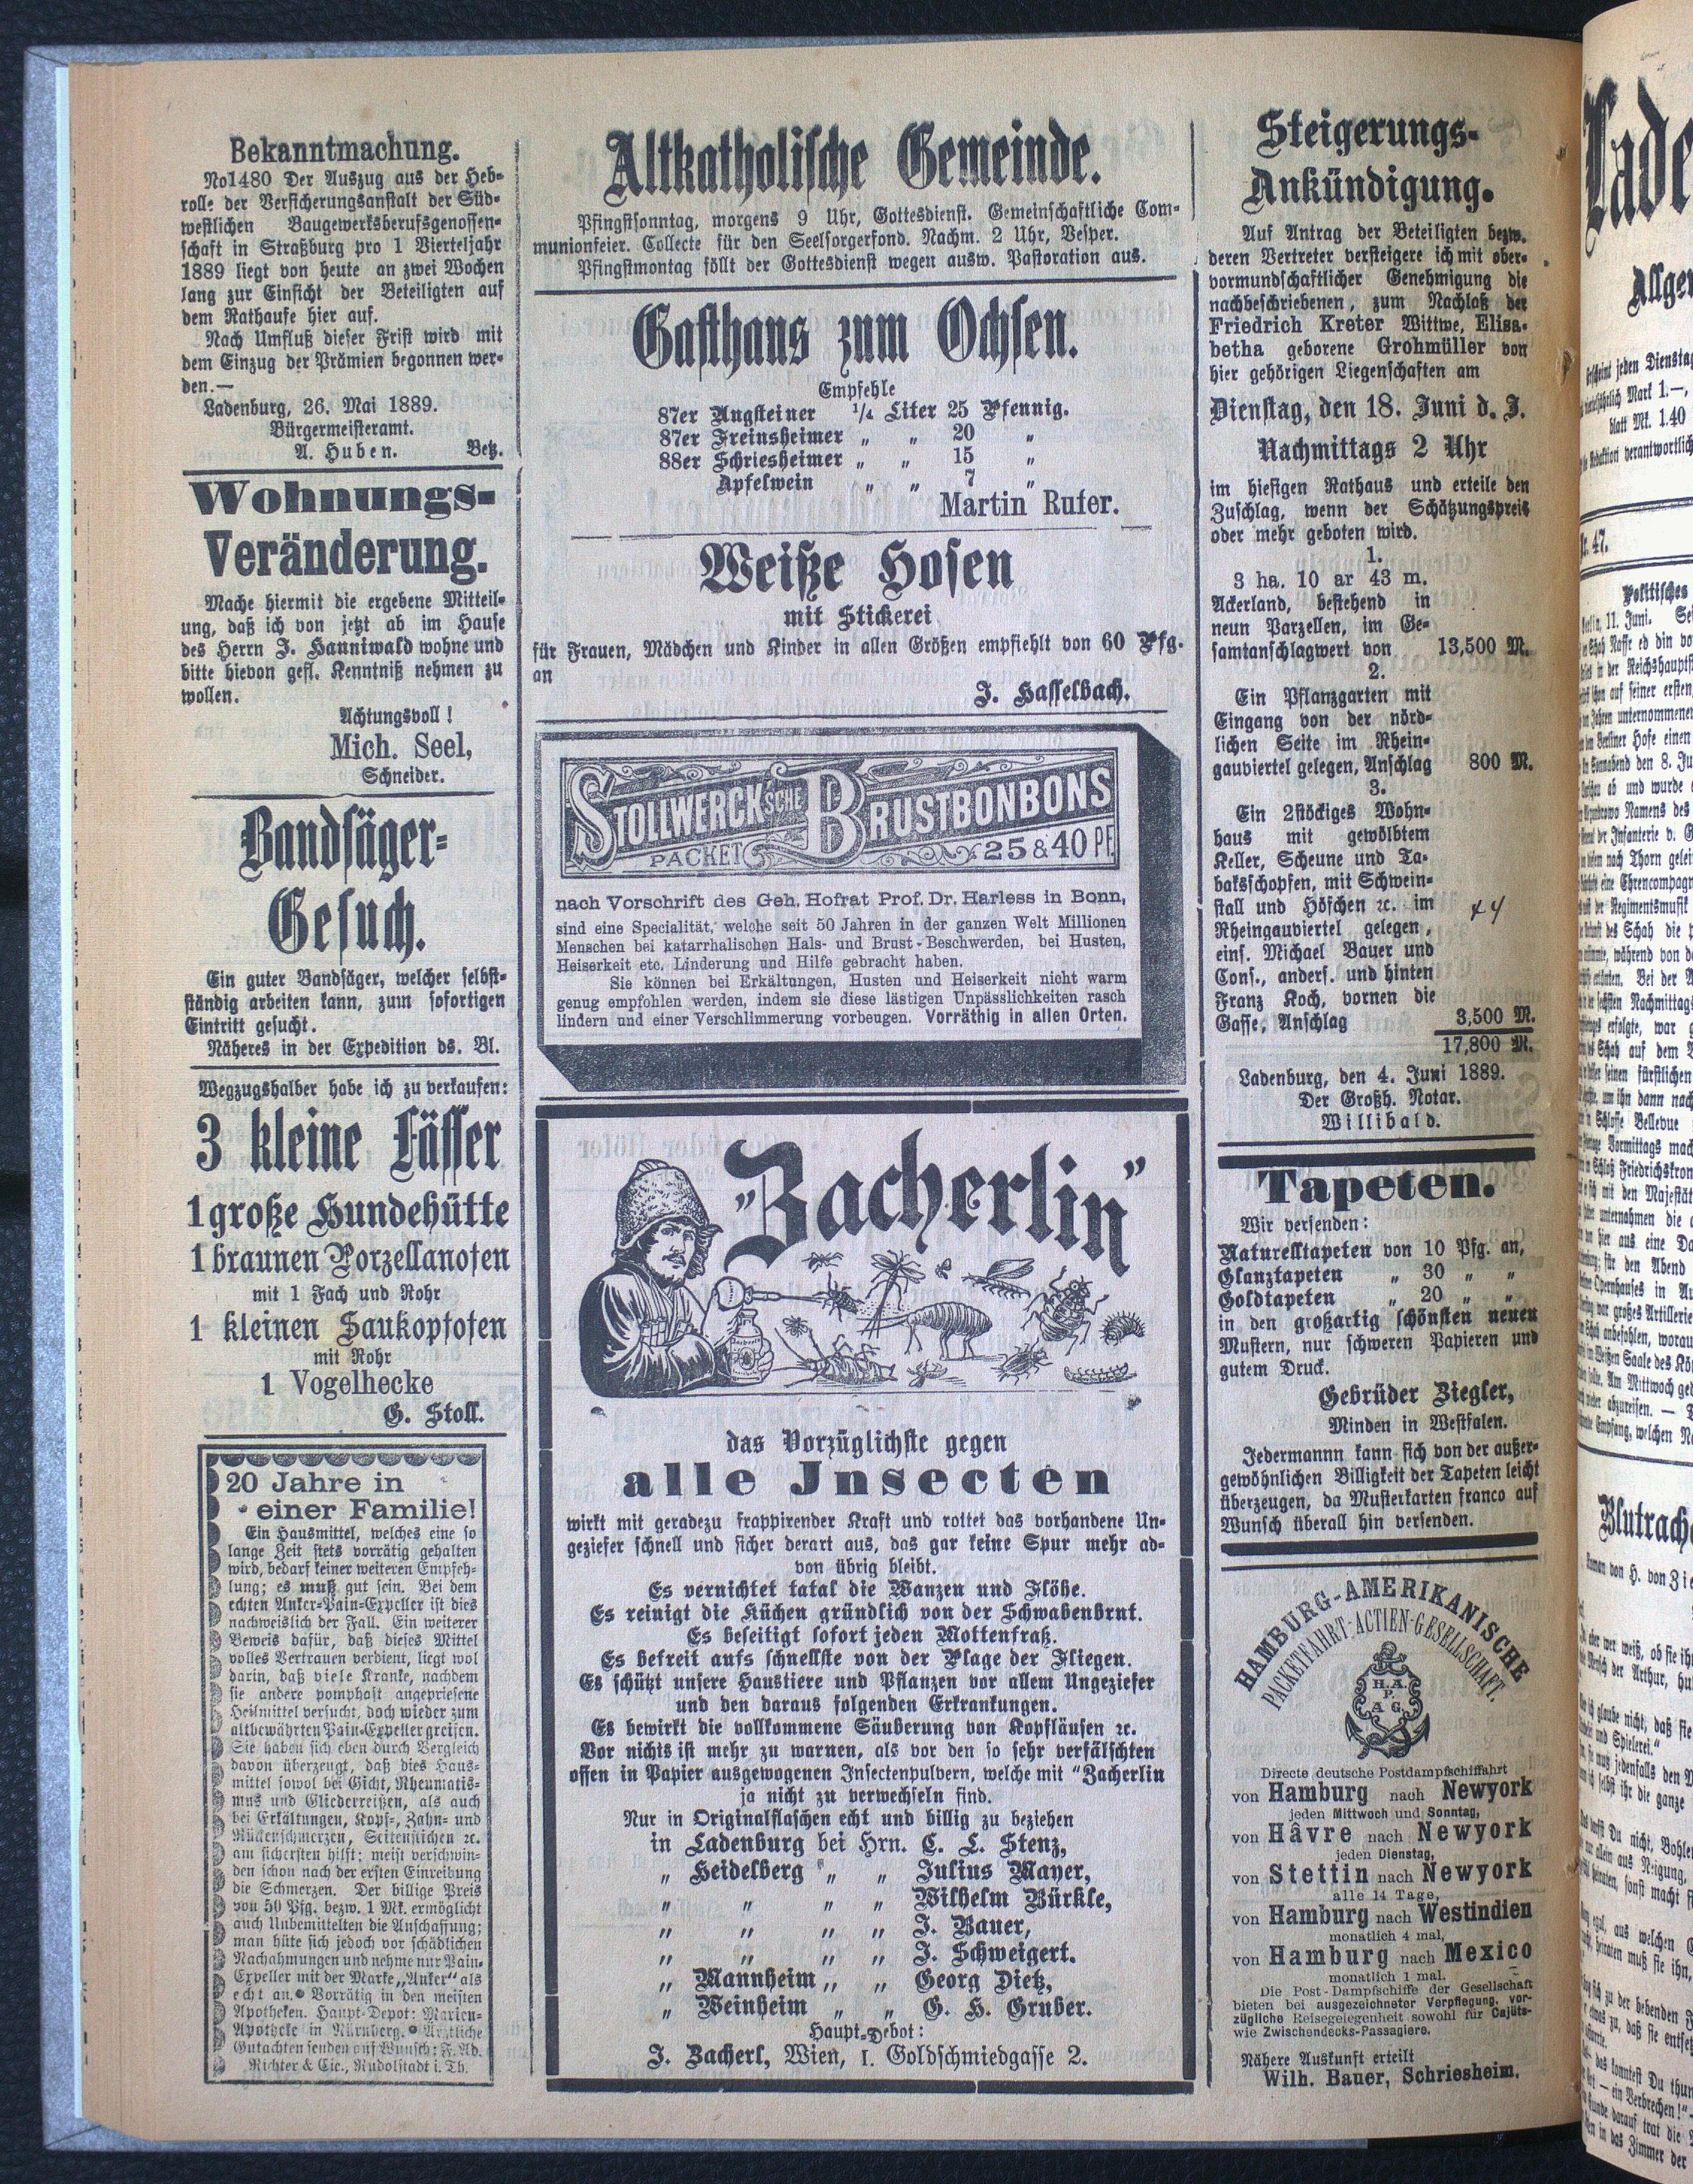 Bekanntmachung.
No1480 Der Auszug aus der Heb-
rolle der Versicherungsanstalt der Süd-
westlichen Baugewerksberufsgenossen-
schaft in Straßburg pro 1 Vierteljahr
1889 liegt von heute an zwei Wochen
lang zur Einsicht der Beteiligten auf
dem Rathause hier auf.
Nach Umfluß dieser Frist wird mit
dem Einzug der Prämien begonnen wer-
den.—
Ladenburg, 26. Mai 1889.
Bürgermeisteramt.
A. Huben. Betz.
Wohnungs-
Veränderung.
Mache hiermit die ergebene Mitteil-
ung, daß ich von jetzt ab im Hause
des Herrn J. Hanniwald wohne und
bitte hievon gefl. Kenntniß nehmen zu
wollen.
Achtungsvoll!
Mich. Seel,
Schneider.
Bandsäger-
Gesuch.
Ein guter Bandsäger, welcher selbst-
ständig arbeiten kann, zum sofortigen
Eintritt gesucht.
Näheres in der Expedition ds. Bl.
Wegzugshalber habe ich zu verkaufen:
3 kleine Fässer
1 große Hundehütte
1 braunen Porzellanofen
mit 1 Fach und Rohr
1 kleinen Saukopfofen
mit Rohr
1 Vogelhecke
G. Stoll.
20 Jahre in
einer Familie!
Ein Hausmittel, welches eine so
lange Zeit stets vorrätig gehalten
wird, bedarf keiner weiteren Empfeh-
lung; es muß gut sein. Bei dem
echten Anker-Pain-Expeller ist dies
nachweislich der Fall. Ein weiterer
Beweis dafür, daß dieses Mittel
volles Vertrauen verdient, liegt wol
darin, daß viele Kranke, nachdem
sie andere pomphaft angepriesene
Heilmittel versucht, doch wieder zum
altbewährten Pain-Expeller greifen.
Sie haben sich eben durch Vergleich
davon überzeugt, daß dies Haus-
mittel sowol bei Gicht, Rheumatis-
mus und Gliederreißen, als auch
bei Erkältungen, Kopf-, Zahn- und
Rückenschmerzen, Seitenstichen ꝛc.
am sichersten hilft; meist verschwin-
den schon nach der ersten Einreibung
die Schmerzen. Der billige Preis
von 50 Pfg. bezw. 1 Mk. ermöglicht
auch Unbemittelten die Anschaffung;
man hüte sich jedoch vor schädlichen
Nachahmungen und nehme nur Pain-
Expeller mit der Marke „Anker“ als
echt an. Vorrätig in den meisten
Apotheken. Haupt-Depot: Marien-
Apotheke in Nürnberg. Ärztliche
Gutachten senden auf Wunsch: F. Ad.
Richter & Cie., Rudolstadt i. Th.
Altkatholische Gemeinde.
Pfingstsonntag, morgens 9 Uhr, Gottesdienst. Gemeinschaftliche Com-
munionfeier. Collecte für den Seelsorgerfond. Nachm. 2 Uhr, Vesper.
Pfingstmontag föllt der Gottesdienst wegen ausw. Pastoration aus.
Gasthaus zum Ochsen.
Empfehle
87er Augsteiner 1/4 Liter 25 Pfennig.
87er Freinsheimer „ „ 20 „
88er Schriesheimer „ „ 15 „
Apfelwein „ „ 7 „
Martin Rufer.
Weiße Hosen
mit Stickerei
für Frauen, Mädchen und Kinder in allen Größen empfiehlt von 60 Pfg.
an
J. Hasselbach.
STOLLWERCK'SCHE BRUSTBONBONS
PACKET 25 & 40 PF.
nach Vorschrift des Geh. Hofrat Prof. Dr. Harless in Bonn,
sind eine Specialität, welche seit 50 Jahren in der ganzen Welt Millionen
Menschen bei katarrhalischen Hals- und Brust-Beschwerden, bei Husten,
Heiserkeit etc. Linderung und Hilfe gebracht haben.
Sie können bei Erkältungen, Husten und Heiserkeit nicht warm
genug empfohlen werden, indem sie diese lästigen Unpässlichkeiten rasch
lindern und einer Verschlimmerung vorbeugen. Vorräthig in allen Orten.
„Zacherlin”
das Vorzüglichste gegen
alle Insecten
wirkt mit geradezu frappirender Kraft und rottet das vorhandene Un-
geziefer schnell und sicher derart aus, das gar keine Spur mehr ad-
von übrig bleibt.
Es vernichtet tatal die Wanzen und Flöhe.
Es reinigt die Küchen gründlich von der Schwabenbrut.
Es beseitigt sofort jeden Mottenfraß.
Es befreit aufs schnellste von der Plage der Fliegen.
Es schützt unsere Haustiere und Pflanzen vor allem Ungeziefer
und den daraus folgenden Erkrankungen.
Es bewirkt die vollkommene Säuberung von Kopfläusen ꝛc.
Vor nichts ist mehr zu warnen, als vor den so sehr verfälschten
offen in Papier ausgewogenen Insectenpulvern, welche mit "Zacherlin
ja nicht zu verwechseln find.
Nur in Originalflaschen echt und billig zu beziehen
in Ladenburg bei Hrn. C. L. Stenz,
„ Heidelberg „ „ Julius Mayer,
„ „ „ „ Wilhelm Bürkle,
„ „ „ „ J. Bauer,
„ „ „ „ J. Schweigert.
„ Mannheim „ „ Georg Dietz,
„ Weinheim „ „ G. H. Gruber.
Haupt-Debot:
J. Zacherl, Wien, I. Goldschmiedgasse 2.
Steigerungs-
Ankündigung.
Auf Antrag der Beteiligten bezw.
deren Vertreter versteigere ich mit ober-
vormundschaftlicher Genehmigung die
nachbeschriebenen, zum Nachlaß der
Friedrich Kreter Wittwe, Elisa-
betha geborene Grohmüller von
hier gehörigen Liegenschaften am
Dienstag, den 18. Juni d. J.
Nachmittags 2 Uhr
im hiesigen Rathaus und erteile den
Zuschlag, wenn der Schätzungspreis
oder mehr geboten wird.
1.
3 ha. 10 ar 43 m.
Ackerland, bestehend in
neun Parzellen, im Ge-
samtanschlagwert von 13,500 M.
2.
Ein Pflanzgarten mit
Eingang von der nörd-
lichen Seite im Rhein-
gauviertel gelegen, Anschlag 800 M.
3.
Ein 2stöckiges Wohn-
haus mit gewölbtem
Keller, Scheune und Ta-
baksschopfen, mit Schwein-
stall und Höfchen ꝛc. im
Rheingauviertel gelegen,
eins. Michael Bauer und
Cons., anders. und hinten
Franz Koch, vornen die
Gasse, Anschlag 3,500 M.
17,800 M.
Ladenburg, den 4. Juni 1889.
Der Großh. Notar.
Willibald.
Tapeten.
Wir versenden:
Naturelltapeten von 10 Pfg. an,
Glanztapeten „ 30 „ „
Goldtapeten „ 20 „ „
in den großartig schönsten neuen
Mustern, nur schweren Papieren und
gutem Druck.
Gebrüder Ziegler,
Minden in Westfalen.
Jedermannn kann sich von der außer-
gewöhnlichen Billigkeit der Tapeten leicht
überzeugen, da Musterkarten franco auf
Wunsch überall hin versenden.
HAMBURG-AMERIKANISCHE
PACKETFAHRT-ACTIEN-GESELLSCHAFT.
H. A.
P.
A. G.
Directe deutsche Postdampfschiffahrt
von Hamburg nach Newyork
jeden Mittwoch und Sonntag,
von Hâvre nach Newyork
jeden Dienstag,
von Stettin nach Newyork
alle 14 Tage,
von Hamburg nach Westindien
monatlich 4 mal,
von Hamburg nach Mexico
monatlich 1 mal.
Die Post-Dampfschiffe der Gesellschaft
bieten bei ausgezeichneter Verpflegung, vor-
zügliche Reisegelegenheit sowohl für Cajüts-
wie Zwischendecks-Passagiere.
Nähere Auskunft erteilt
Wilh. Bauer, Schriesheim.
Nr. 47.